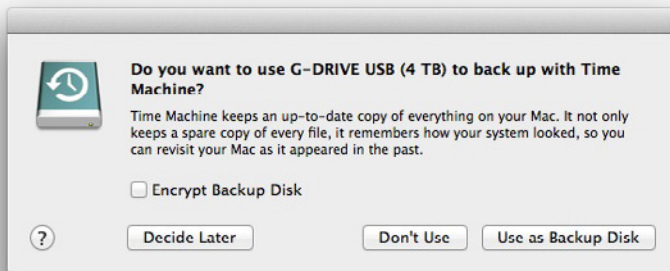 Do you want to use G-DRIVE USB (4 TB) to back up with Time
Machine?
Time Machine keeps an up-to-date copy of everything on your Mac. It not only
keeps a spare copy of every file, it remembers how your system looked, so you
can revisit your Mac as it appeared in the past.
Encrypt Backup Disk
? Decide Later Don't Use Use as Backup Disk